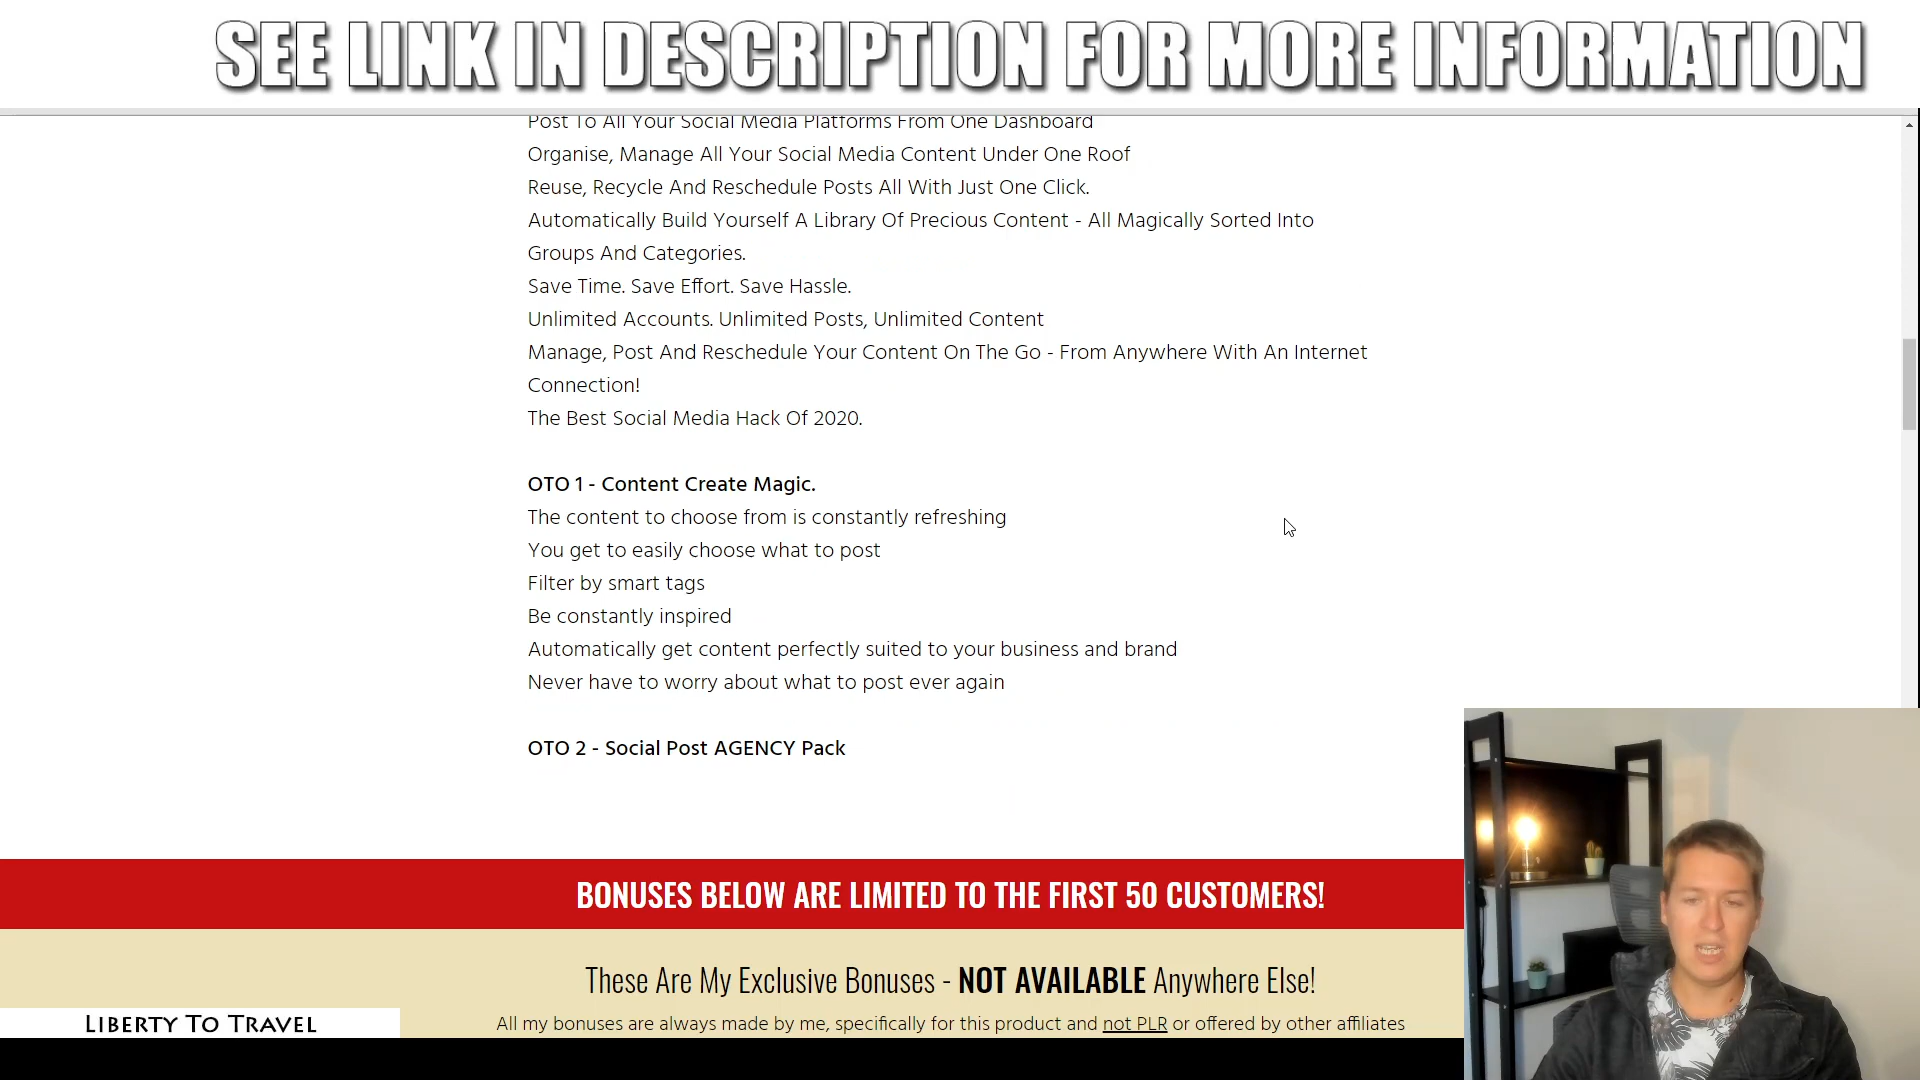 SEE LINK IN DESCRIPTION FOR MORE INFORMATION
Post To All Your Social Media Platforms From One Dashboard
Organise, Manage All Your Social Media Content Under One Roof
Reuse, Recycle And Reschedule Posts All With Just One Click.
Automatically Build Yourself A Library Of Precious Content - All Magically Sorted Into
Groups And Categories.
Save Time. Save Effort. Save Hassle.
Unlimited Accounts. Unlimited Posts, Unlimited Content
Manage, Post And Reschedule Your Content On The Go - From Anywhere With An Internet
Connection!
The Best Social Media Hack Of 2020.
OTO 1 - Content Create Magic.
The content to choose from is constantly refreshing
You get to easily choose what to post
Filter by smart tags
Be constantly inspired
Automatically get content perfectly suited to your business and brand
Never have to worry about what to post ever again
OTO 2 - Social Post AGENCY Pack
BONUSES BELOW ARE LIMITED TO THE FIRST 50 CUSTOMERS!
These Are My Exclusive Bonuses - NOT AVAILABLE Anywhere Else!
All my bonuses are always made by me, specifically for this product and not PLR or offered by other affiliates
LIBERTY TO TRAVEL